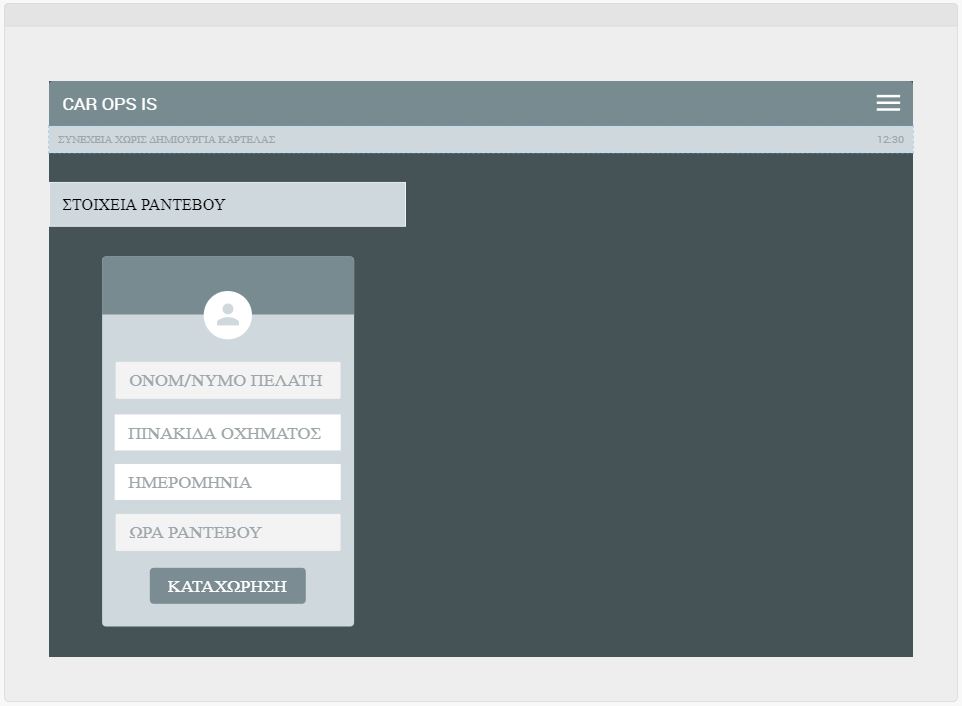 CAR OPS IS
ΣΥΝΕΧΕΙΑ ΧΩΡΙΣ ΔΗΜΙΟΥΡΓΙΑ ΚΑΡΤΕΛΑΣ 12:30
ΣΤΟΙΧΕΙΑ ΡΑΝΤΕΒΟΥ
ΟΝΟΜ/ΝΥΜΟ ΠΕΛΑΤΗ
ΠΙΝΑΚΙΔΑ ΟΧΗΜΑΤΟΣ
ΗΜΕΡΟΜΗΝΙΑ
ΩΡΑ ΡΑΝΤΕΒΟΥ
ΚΑΤΑΧΩΡΗΣΗ